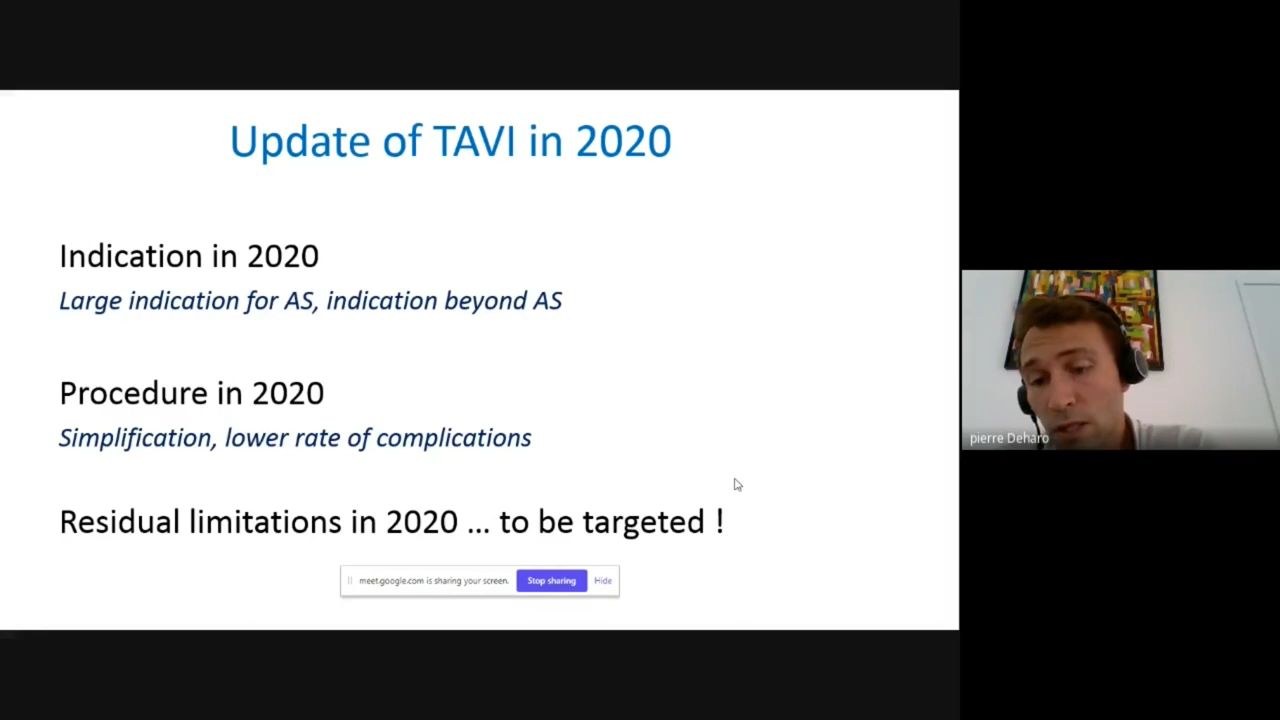 Update of TAVI in 2020
Indication in 2020
Large indication for AS, indication beyond AS
Procedure in 2020
Simplification, lower rate of complications
Residual limitations in 2020 ... to be targeted !
meet.google.com is sharing your screen.
Stop sharing
Hide
pierre Deharo